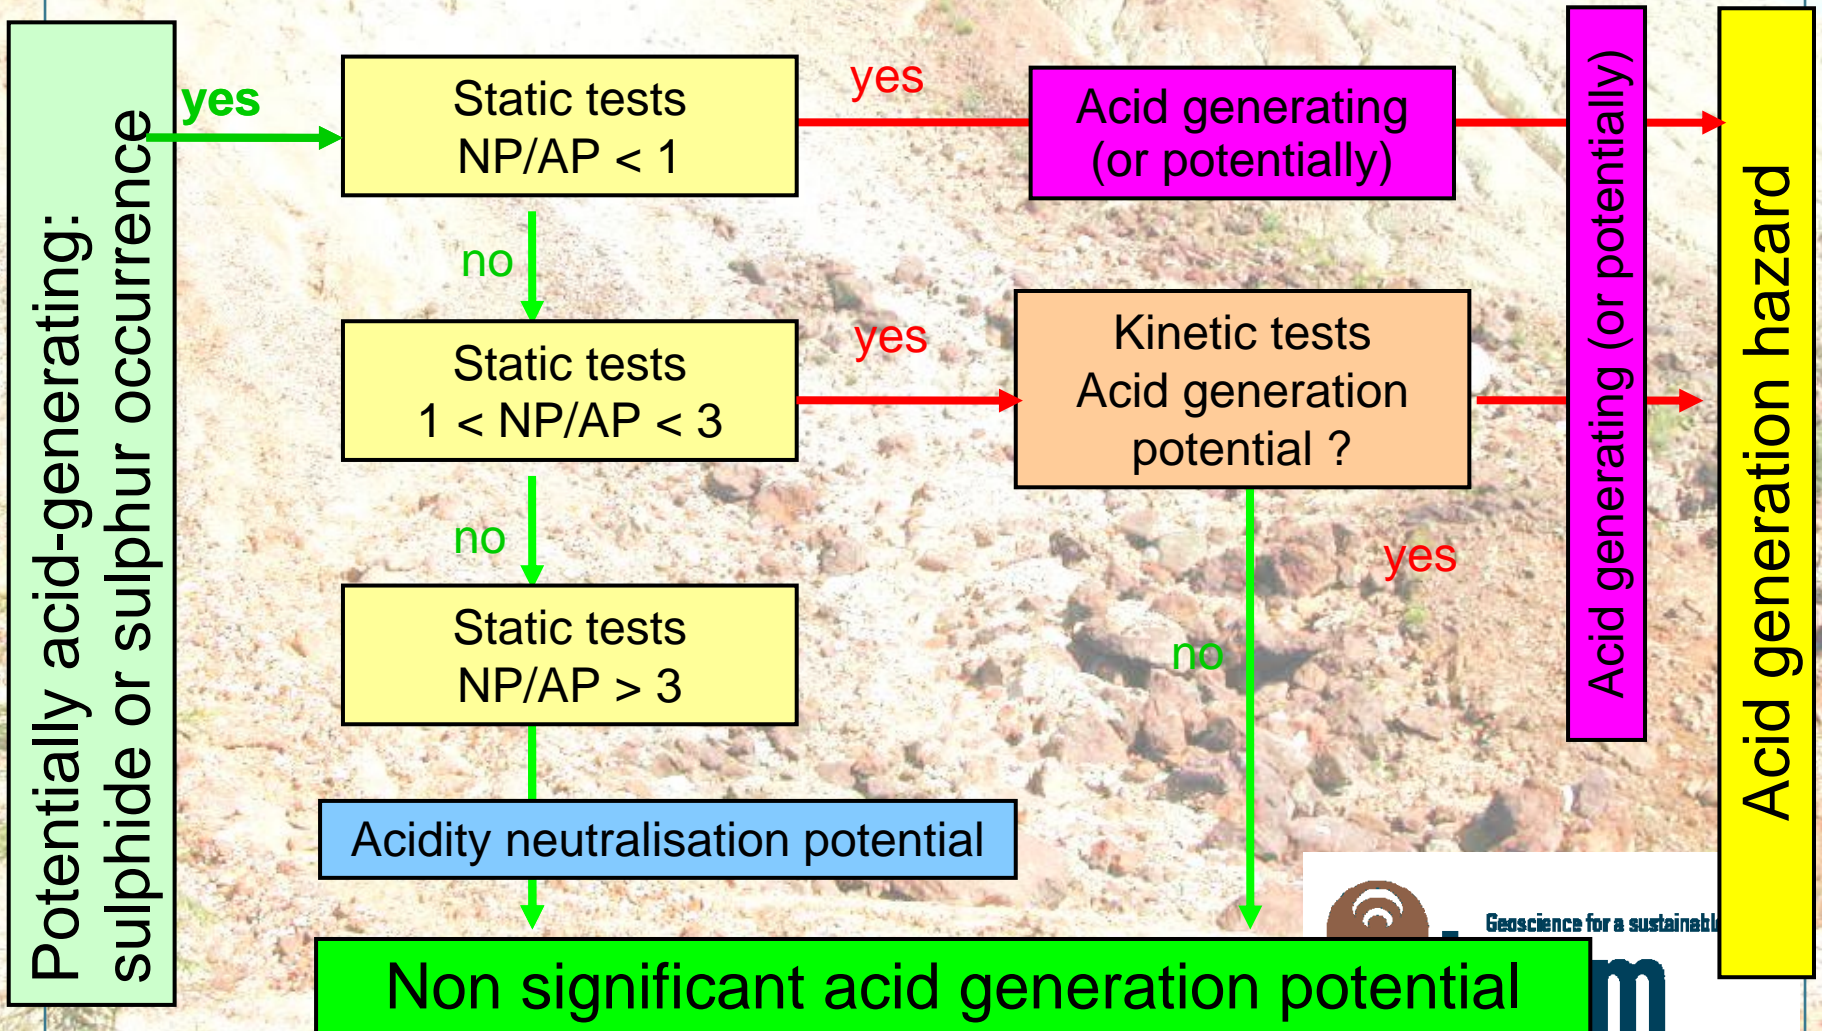 Potentially acid-generating:
sulphide or sulphur occurrence
yes
Static tests
NP/AP < 1
yes
Acid generating
(or potentially)
no
Static tests
1 < NP/AP < 3
yes
Kinetic tests
Acid generation
potential ?
no
yes
no
Static tests
NP/AP > 3
Acidity neutralisation potential
Non significant acid generation potential
Acid generating (or potentially)
Acid generation hazard
Geoscience for a